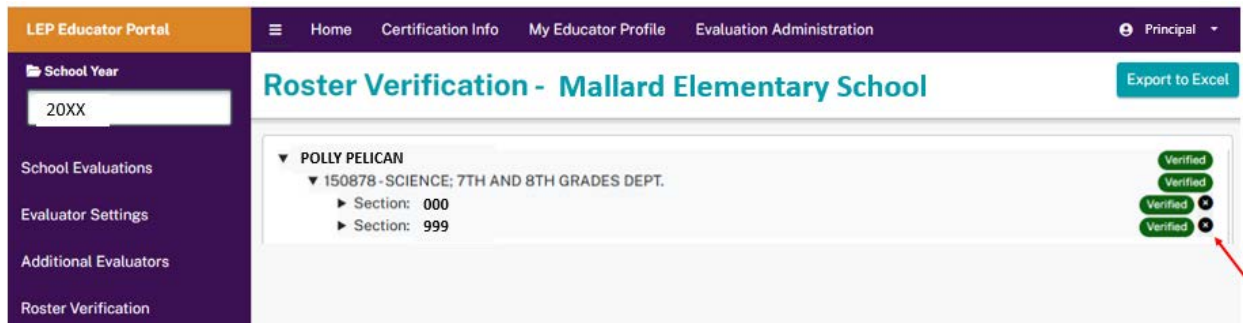 LEP Educator Portal
Home Certification Info My Educator Profile Evaluation Administration Principal
School Year
20XX
School Evaluations
Evaluator Settings
Additional Evaluators
Roster Verification
Roster Verification - Mallard Elementary School
Export to Excel
POLLY PELICAN Verified
150878 - SCIENCE; 7TH AND 8TH GRADES DEPT. Verified
Section: 000 Verified
Section: 999 Verified